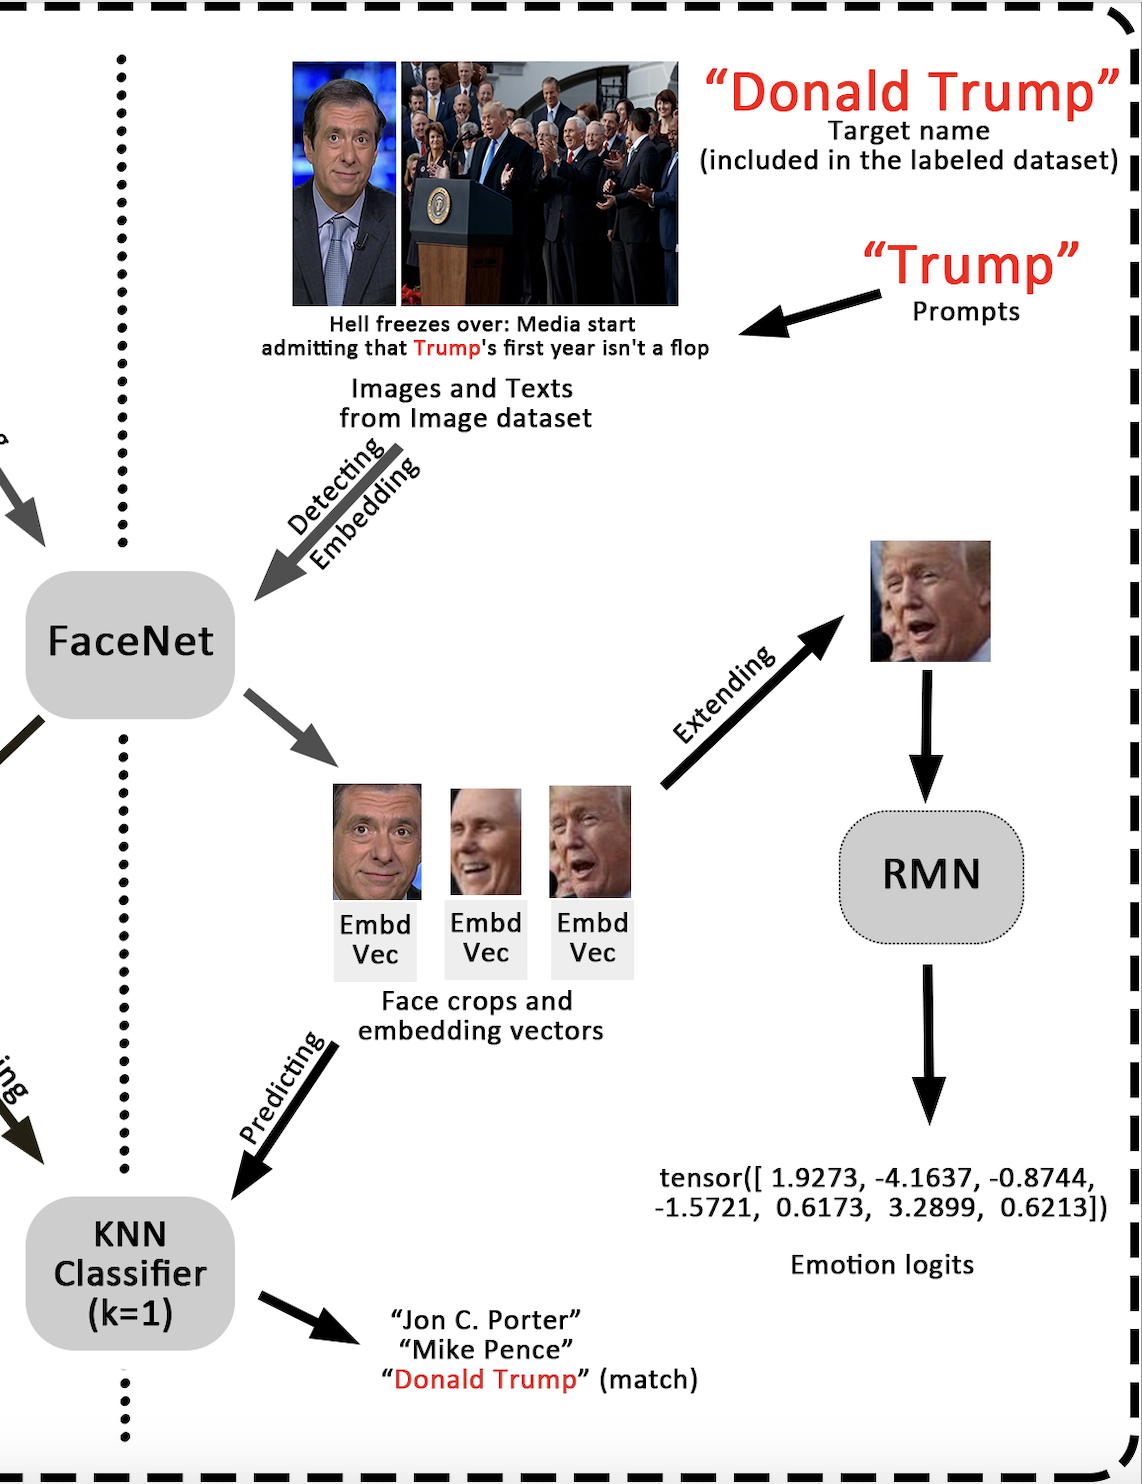 “Donald Trump”
Target name
(included in the labeled dataset)
“Trump”
Prompts
Hell freezes over: Media start
admitting that Trump's first year isn't a flop
Images and Texts
from Image dataset
Detecting
Embedding
FaceNet
Extending
RMN
Embd
Vec
Embd
Vec
Embd
Vec
Face crops and
embedding vectors
Predicting
ing
KNN
Classifier
(k=1)
tensor([ 1.9273, -4.1637, -0.8744,
-1.5721, 0.6173, 3.2899, 0.6213])
Emotion logits
“Jon C. Porter”
“Mike Pence”
“Donald Trump” (match)